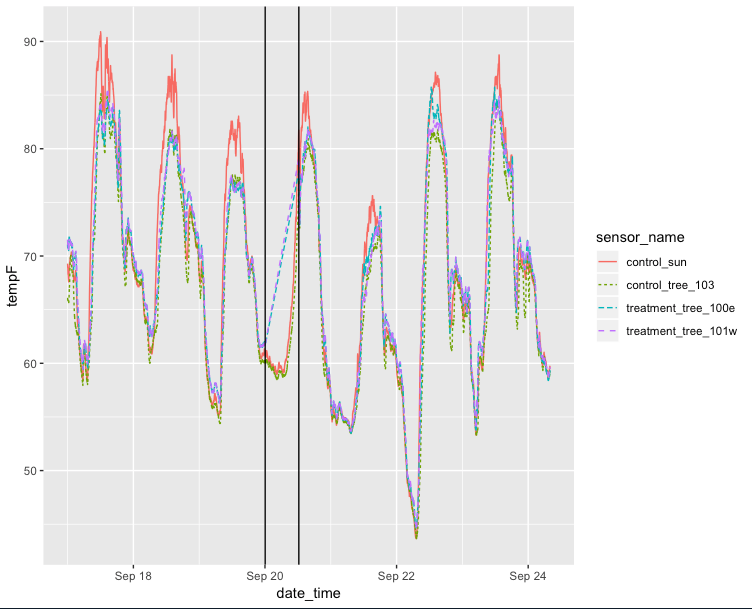 90
80
70
60
50
tempF
Sep 18
Sep 20
Sep 22
Sep 24
date_time
sensor_name
control_sun
control_tree_103
treatment_tree_100e
treatment_tree_101w